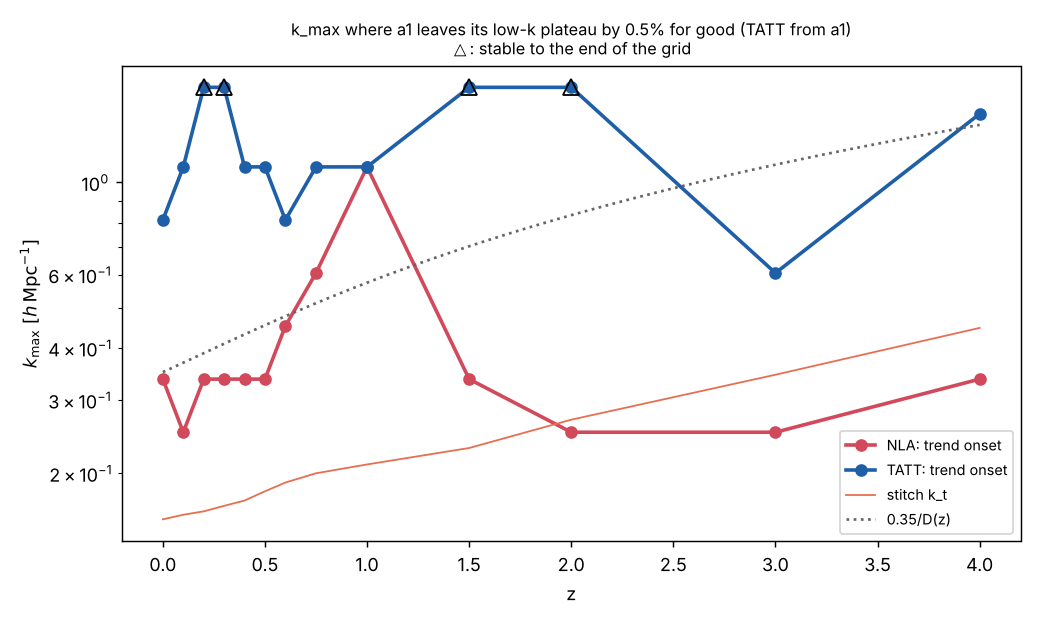 k_max where a1 leaves its low-k plateau by 0.5% for good (TATT from a1)
△: stable to the end of the grid
10⁰
6 × 10⁻¹
4 × 10⁻¹
3 × 10⁻¹
2 × 10⁻¹
k_max [h Mpc⁻¹]
NLA: trend onset
TATT: trend onset
stitch k_t
0.35/D(z)
0.0 0.5 1.0 1.5 2.0 2.5 3.0 3.5 4.0
z